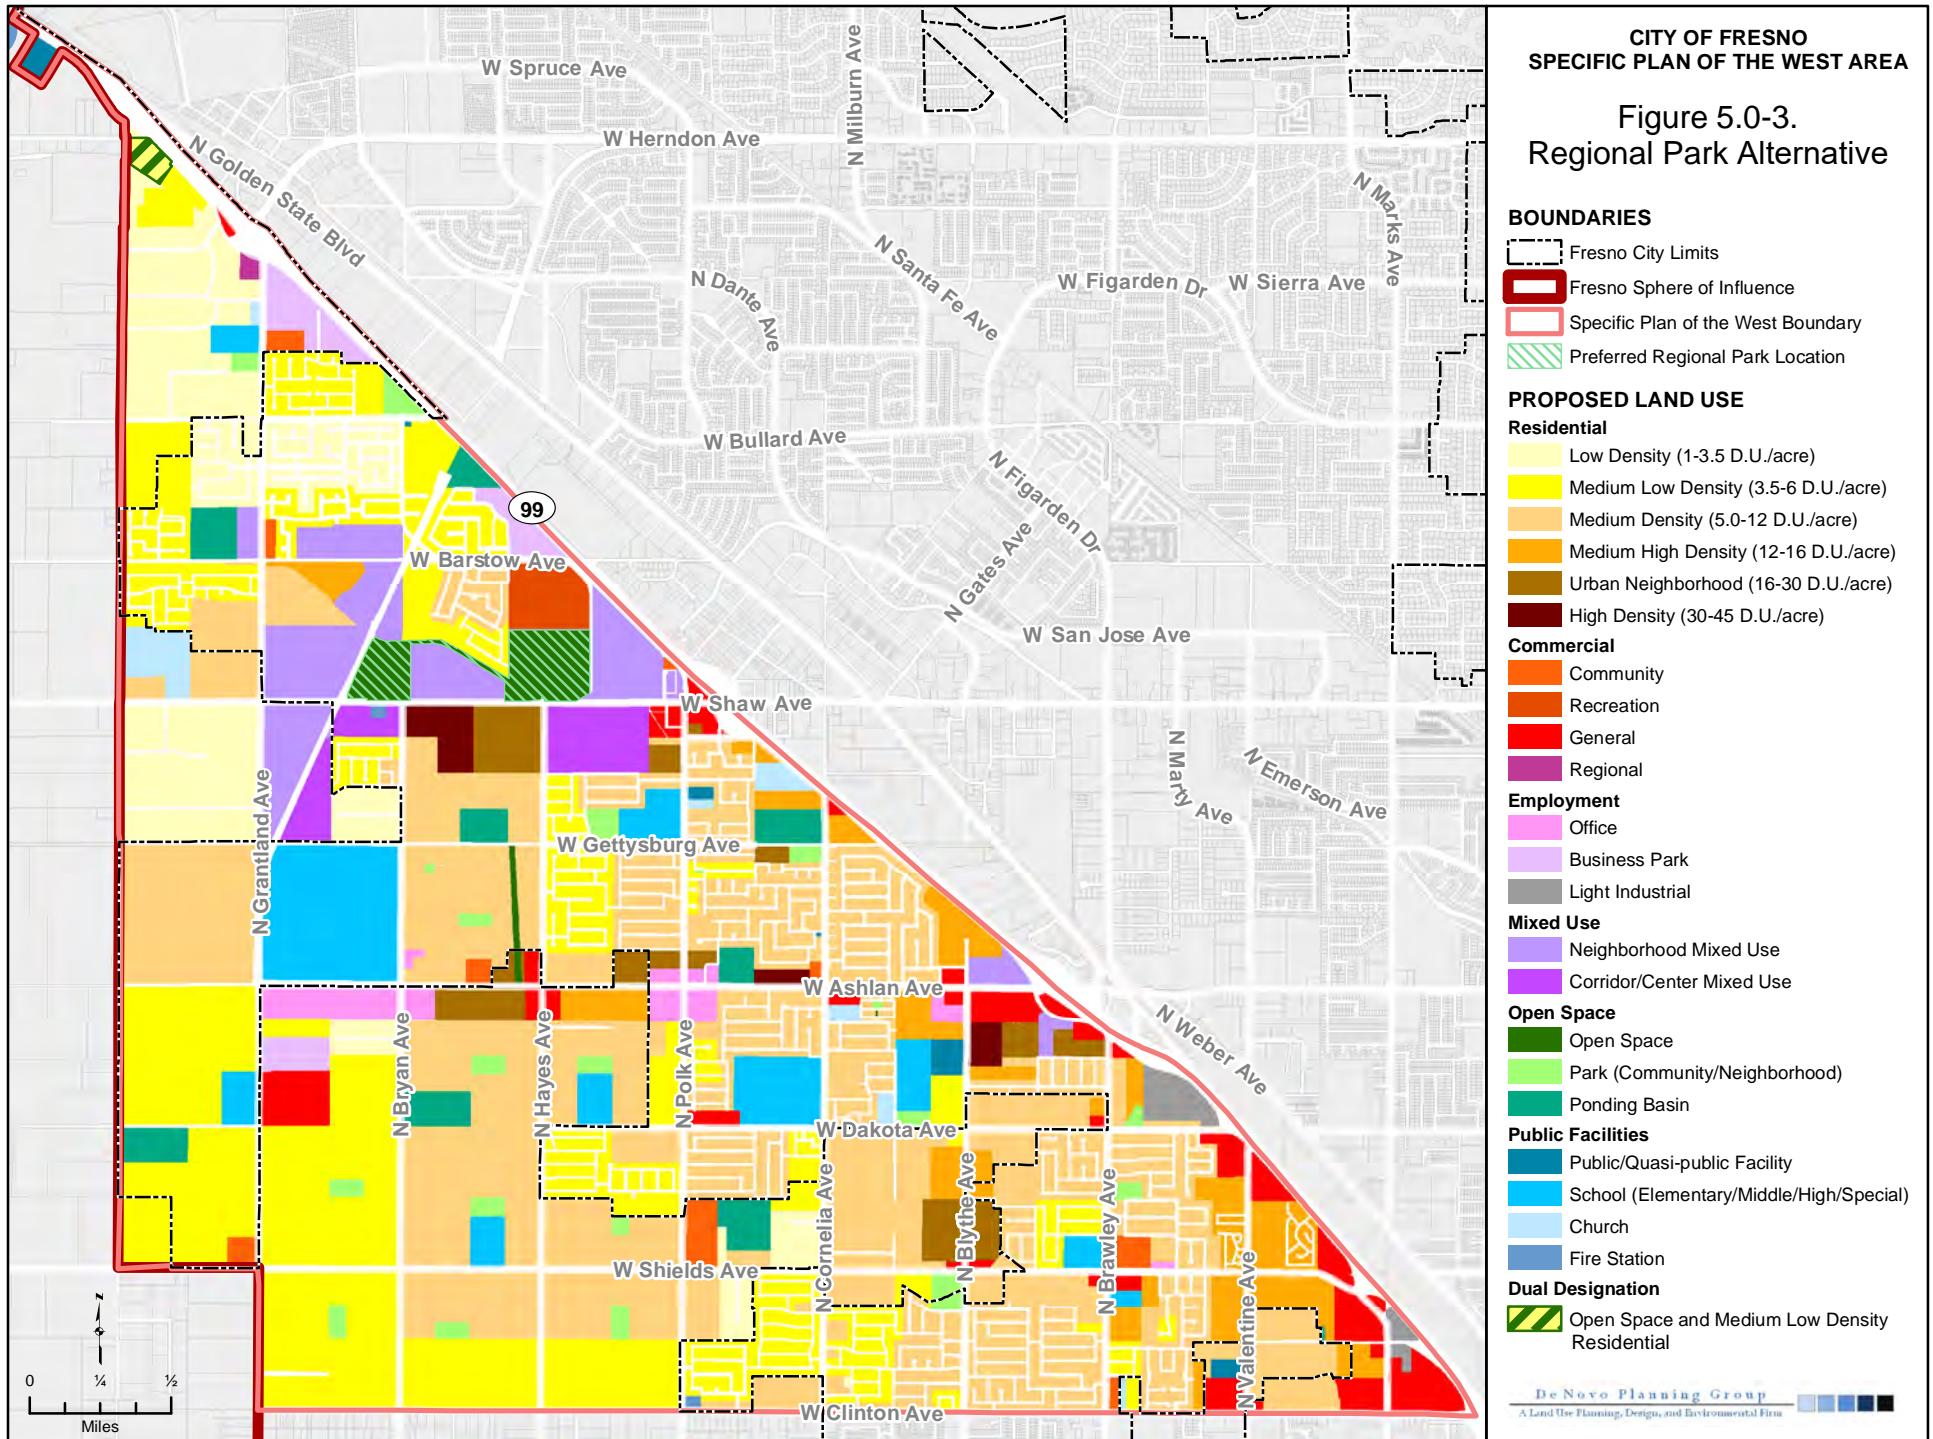 W Spruce Ave
N Milburn Ave
W Herndon Ave
N Golden State Blvd
N Marks Ave
N Santa Fe Ave
N Dante Ave
W Figarden Dr
W Sierra Ave
W Bullard Ave
N Figarden Dr
99
W Barstow Ave
N Gates Ave
W San Jose Ave
W Shaw Ave
N Marty Ave
N Emerson Ave
N Grantland Ave
W Gettysburg Ave
W Ashlan Ave
N Weber Ave
N Bryan Ave
N Hayes Ave
N Polk Ave
W Dakota Ave
N Cornelia Ave
N Blythe Ave
N Brawley Ave
N Valentine Ave
W Shields Ave
W Clinton Ave
N
0 ¼ ½
Miles
CITY OF FRESNO
SPECIFIC PLAN OF THE WEST AREA
Figure 5.0-3.
Regional Park Alternative
BOUNDARIES
Fresno City Limits
Fresno Sphere of Influence
Specific Plan of the West Boundary
Preferred Regional Park Location
PROPOSED LAND USE
Residential
Low Density (1-3.5 D.U./acre)
Medium Low Density (3.5-6 D.U./acre)
Medium Density (5.0-12 D.U./acre)
Medium High Density (12-16 D.U./acre)
Urban Neighborhood (16-30 D.U./acre)
High Density (30-45 D.U./acre)
Commercial
Community
Recreation
General
Regional
Employment
Office
Business Park
Light Industrial
Mixed Use
Neighborhood Mixed Use
Corridor/Center Mixed Use
Open Space
Open Space
Park (Community/Neighborhood)
Ponding Basin
Public Facilities
Public/Quasi-public Facility
School (Elementary/Middle/High/Special)
Church
Fire Station
Dual Designation
Open Space and Medium Low Density
Residential
De Novo Planning Group
A Land Use Planning, Design, and Environmental Firm